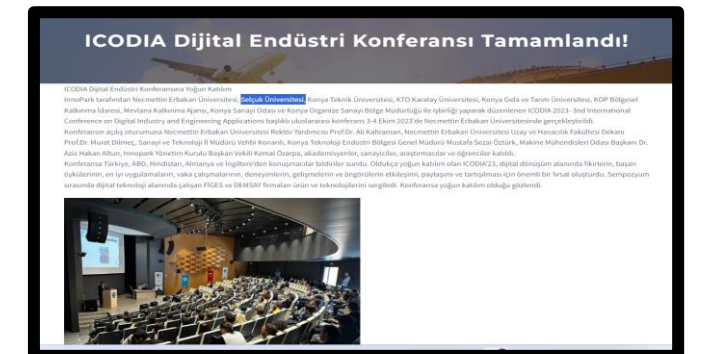 ICODIA Dijital Endüstri Konferansı Tamamlandı!
ICODIA Dijital Endüstri Konferansına Yoğun Katılım
InnoPark tarafından Necmettin Erbakan Üniversitesi, Selçuk Üniversitesi, Konya Teknik Üniversitesi, KTO Karatay Üniversitesi, Konya Gıda ve Tarım Üniversitesi, KOP Bölgesel
Kalkınma İdaresi, Mevlana Kalkınma Ajansı, Konya Sanayi Odası ve Konya Organize Sanayi Bölge Müdürlüğü ile işbirliği yaparak düzenlenen ICODIA 2023- 3nd International
Conference on Digital Industry and Engineering Applications başlıklı uluslararası konferans 3-4 Ekim 2023'de Necmettin Erbakan Üniversitesinde gerçekleştirildi.
Konferansın açılış oturumuna Necmettin Erbakan Üniversitesi Rektör Yardımcısı Prof.Dr. Ali Kahraman, Necmettin Erbakan Üniversitesi Uzay ve Havacılık Fakültesi Dekanı
Prof.Dr. Murat Dilmeç, Sanayi ve Teknoloji İl Müdürü Vehbi Konarılı, Konya Teknoloji Endüstri Bölgesi Genel Müdürü Mustafa Sezai Öztürk, Makine Mühendisleri Odası Başkanı Dr.
Aziz Hakan Altun, Innopark Yönetim Kurulu Başkan Vekili Kemal Özarpa, akademisyenler, sanayiciler, araştırmacılar ve öğrenciler katıldı.
Konferansa Türkiye, ABD, Hindistan, Almanya ve İngiltere'den konuşmacılar bildiriler sundu. Oldukça yoğun katılım olan ICODIA'23, dijital dönüşüm alanında fikirlerin, başarı
öykülerinin, en iyi uygulamaların, vaka çalışmalarının, deneyimlerin, gelişmelerin ve öngörülerin etkileşimi, paylaşımı ve tartışılması için önemli bir fırsat oluşturdu. Sempozyum
sırasında dijital teknoloji alanında çalışan FİGES ve DEMSAY firmaları ürün ve teknolojilerini sergiledi. Konferansa yoğun katılım olduğu gözlendi.